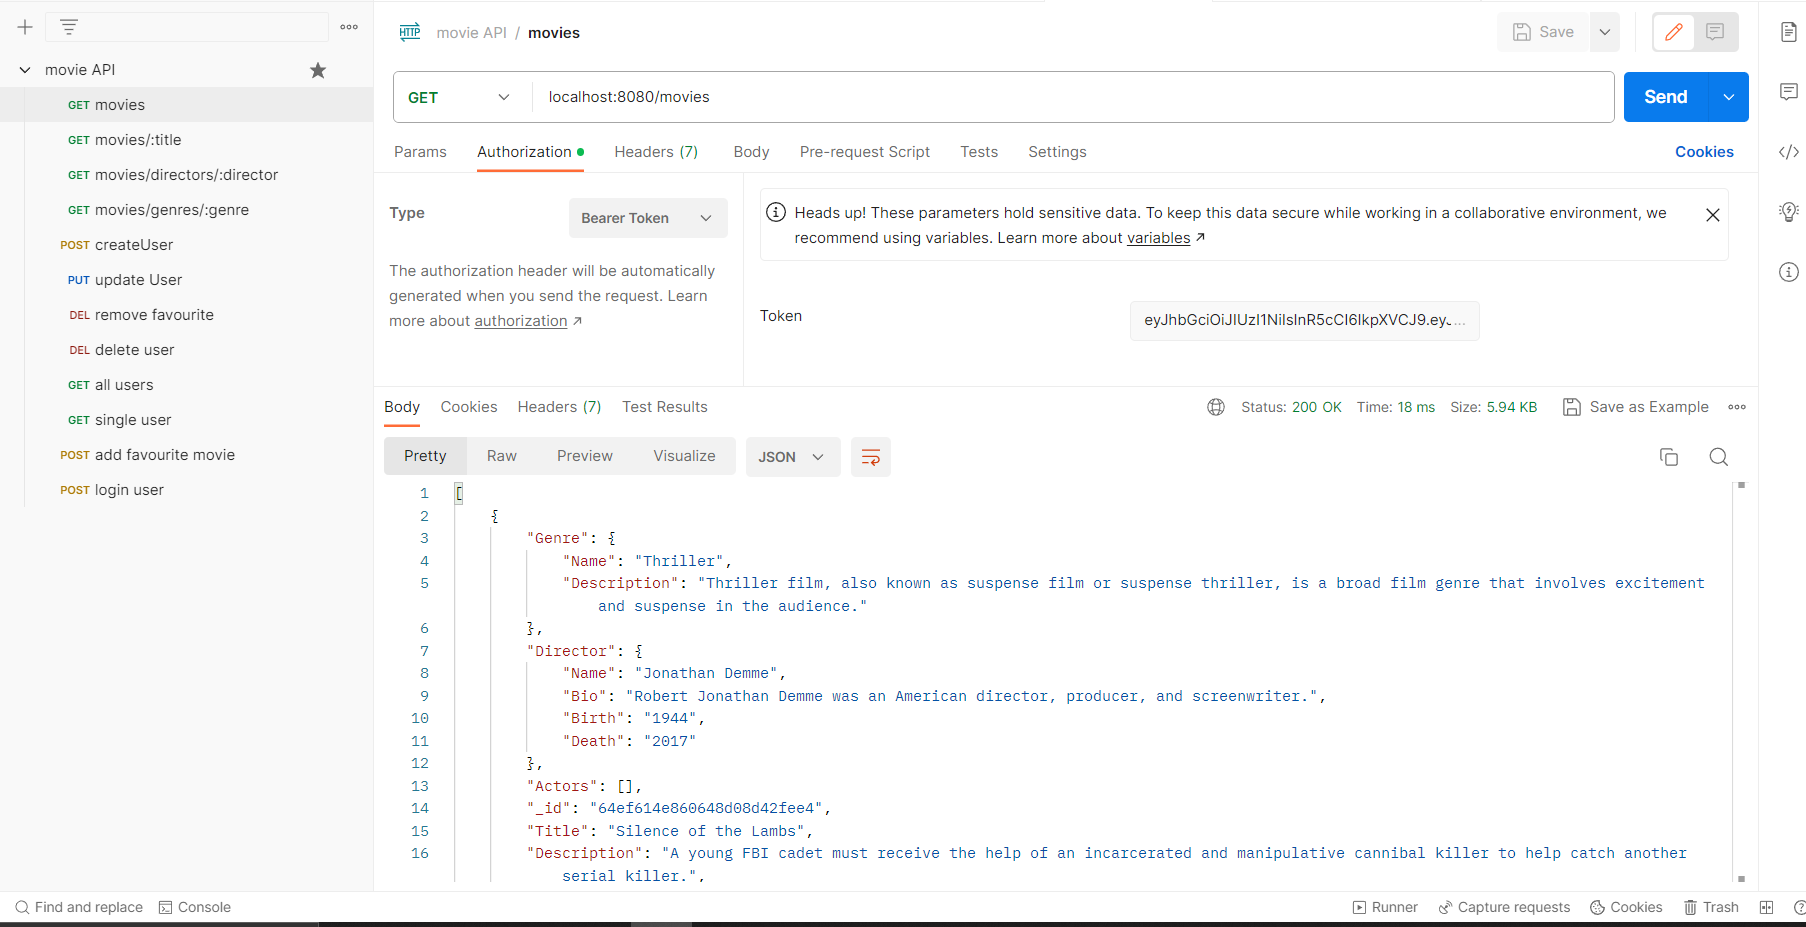 movie API
GET movies
GET movies/:title
GET movies/directors/:director
GET movies/genres/:genre
POST createUser
PUT update User
DEL remove favourite
DEL delete user
GET all users
GET single user
POST add favourite movie
POST login user
HTTP movie API / movies
Save
GET localhost:8080/movies
Send
Params Authorization Headers (7) Body Pre-request Script Tests Settings Cookies
Type Bearer Token
The authorization header will be automatically
generated when you send the request. Learn
more about authorization ↗
Heads up! These parameters hold sensitive data. To keep this data secure while working in a collaborative environment, we
recommend using variables. Learn more about variables ↗
Token
eyJhbGciOiJIUzI1NiIsInR5cCI6IkpXVCJ9.eyJ...
Body Cookies Headers (7) Test Results
Status: 200 OK Time: 18 ms Size: 5.94 KB Save as Example
Pretty Raw Preview Visualize JSON
1 [
2 {
3 "Genre": {
4 "Name": "Thriller",
5 "Description": "Thriller film, also known as suspense film or suspense thriller, is a broad film genre that involves excitement
and suspense in the audience."
6 },
7 "Director": {
8 "Name": "Jonathan Demme",
9 "Bio": "Robert Jonathan Demme was an American director, producer, and screenwriter.",
10 "Birth": "1944",
11 "Death": "2017"
12 },
13 "Actors": [],
14 "_id": "64ef614e860648d08d42fee4",
15 "Title": "Silence of the Lambs",
16 "Description": "A young FBI cadet must receive the help of an incarcerated and manipulative cannibal killer to help catch another
serial killer.",
Find and replace Console
Runner Capture requests Cookies Trash